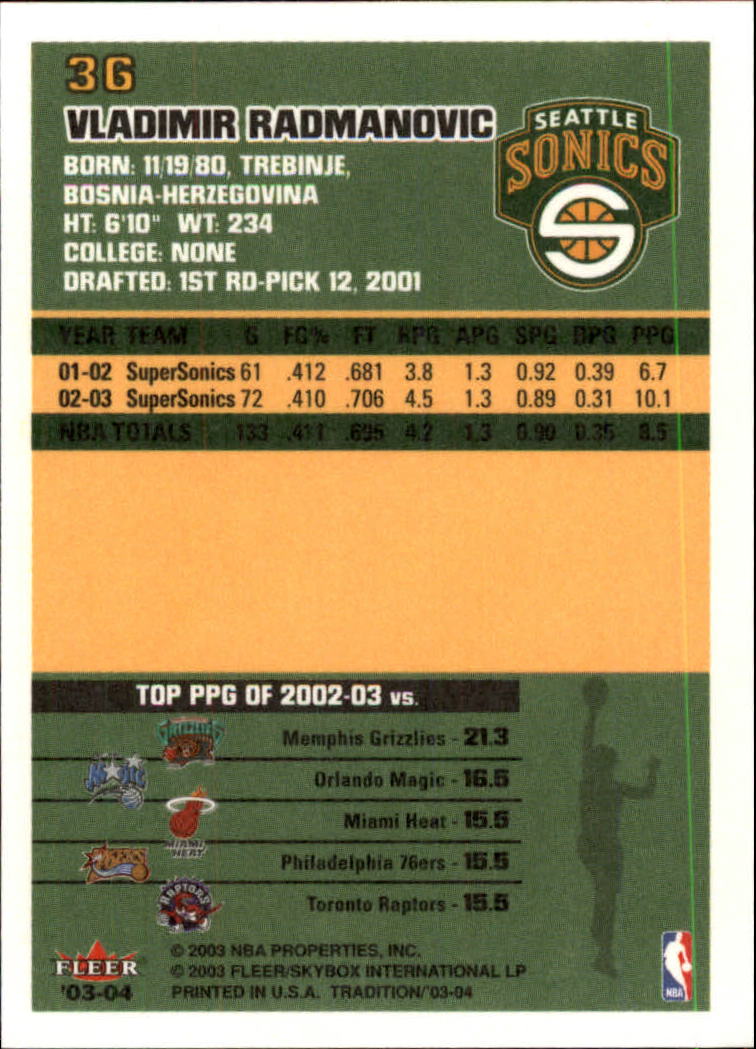 36
VLADIMIR RADMANOVIC
SEATTLE
SONICS
BORN: 11/19/80, TREBINJE,
BOSNIA-HERZEGOVINA
HT: 6'10" WT: 234
COLLEGE: NONE
DRAFTED: 1ST RD-PICK 12, 2001
YEAR TEAM G FG% FT RPG APG SPG BPG PPG
01-02 SuperSonics 61 .412 .681 3.8 1.3 0.92 0.39 6.7
02-03 SuperSonics 72 .410 .706 4.5 1.3 0.89 0.31 10.1
NBA TOTALS 133 .411 .695 4.2 1.3 0.90 0.35 8.5
TOP PPG OF 2002-03 vs.
Memphis Grizzlies - 21.3
Orlando Magic - 16.5
Miami Heat - 15.5
MIAMI
HEAT
Philadelphia 76ers - 15.5
RAPTORS
Toronto Raptors - 15.5
FLEER
'03-04
© 2003 NBA PROPERTIES, INC.
© 2003 FLEER/SKYBOX INTERNATIONAL LP
PRINTED IN U.S.A. TRADITION/'03-04
NBA